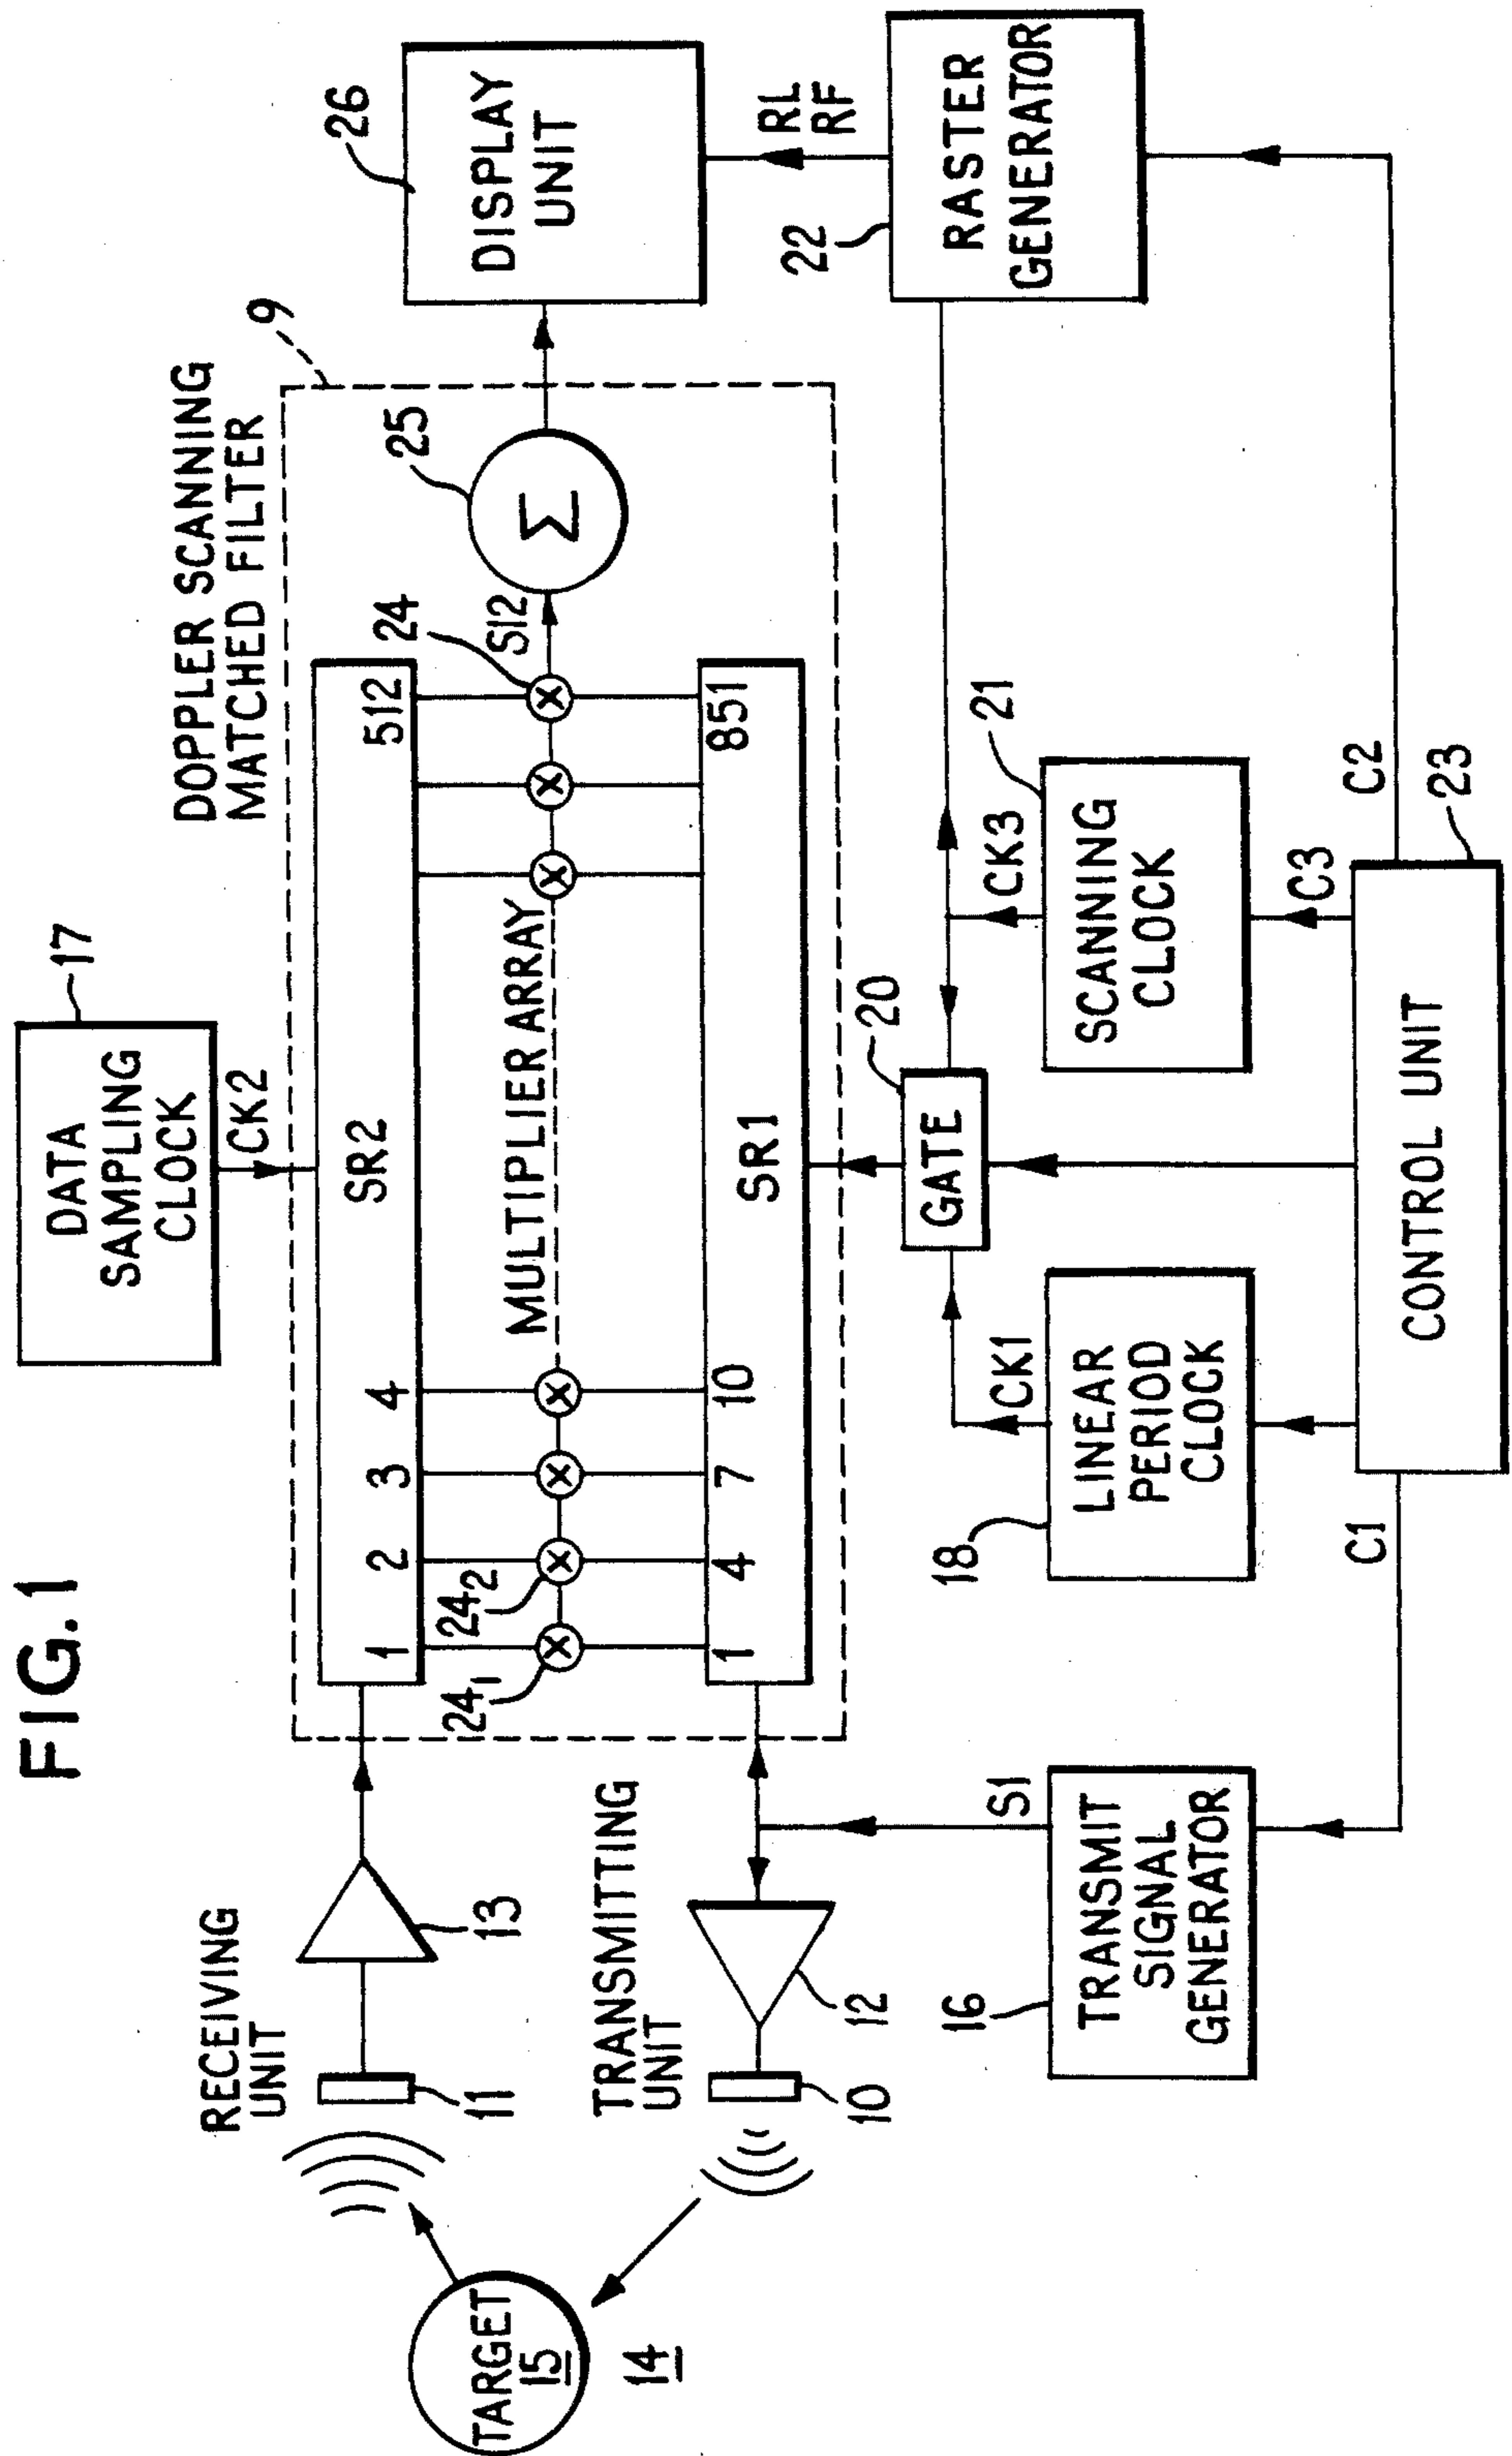 FIG.1
DATA
SAMPLING
CLOCK
17
CK2
DOPPLER SCANNING
MATCHED FILTER
9
RECEIVING
UNIT
11
13
SR2
1 2 3 4 512
24₁
24₂
MULTIPLIER ARRAY
24
S12
25
Σ
26
DISPLAY
UNIT
TARGET
15
14
TRANSMITTING
UNIT
10
12
1 4 7 10 851
SR1
RL
RF
S1
GATE
20
22
RASTER
GENERATOR
16
TRANSMIT
SIGNAL
GENERATOR
18
CK1
LINEAR
PERIOD
CLOCK
CK3
21
SCANNING
CLOCK
C1
C3
C2
CONTROL UNIT
23